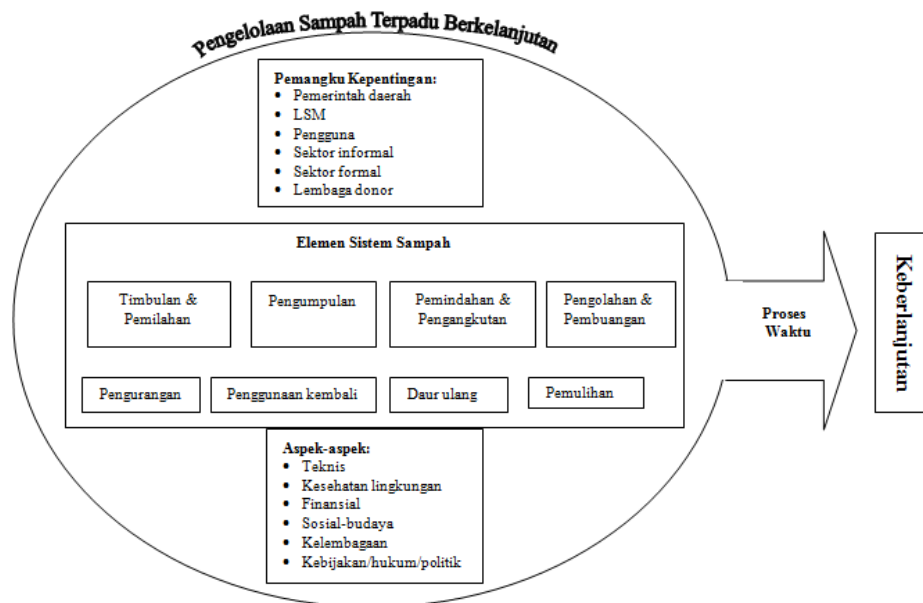 Pengelolaan Sampah Terpadu Berkelanjutan
Pemangku Kepentingan:
• Pemerintah daerah
• LSM
• Pengguna
• Sektor informal
• Sektor formal
• Lembaga donor
Elemen Sistem Sampah
Timbulan &
Pemilahan
Pengumpulan
Pemindahan &
Pengangkutan
Pengolahan &
Pembuangan
Pengurangan
Penggunaan kembali
Daur ulang
Pemulihan
Aspek-aspek:
• Teknis
• Kesehatan lingkungan
• Finansial
• Sosial-budaya
• Kelembagaan
• Kebijakan/hukum/politik
Proses
Waktu
Keberlanjutan